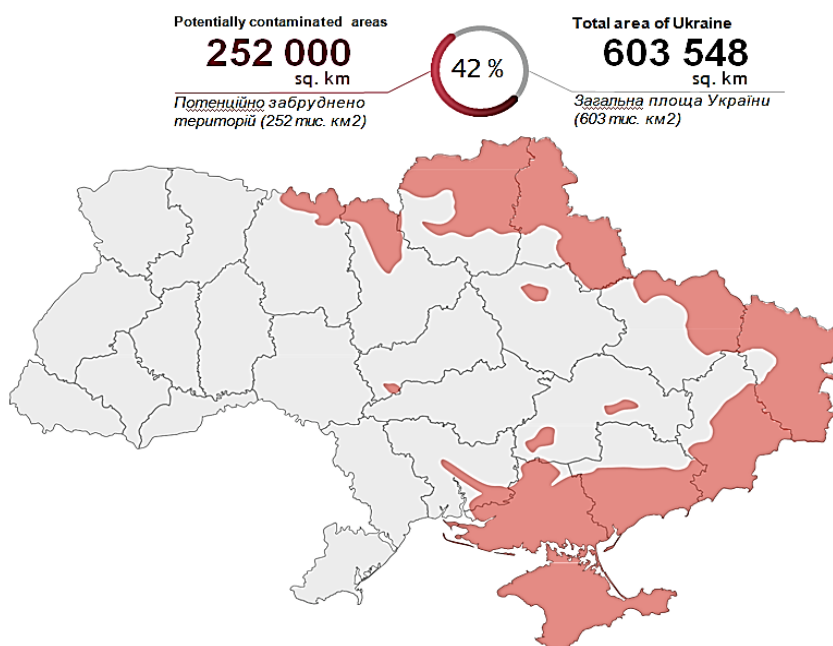 Potentially contaminated areas
252 000
sq. km
Потенційно забруднено
територій (252 тис. км2)
42 %
Total area of Ukraine
603 548
sq. km
Загальна площа України
(603 тис. км2)